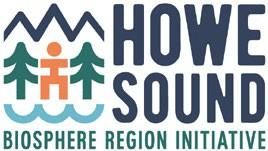 HOWE
SOUND
BIOSPHERE REGION INITIATIVE